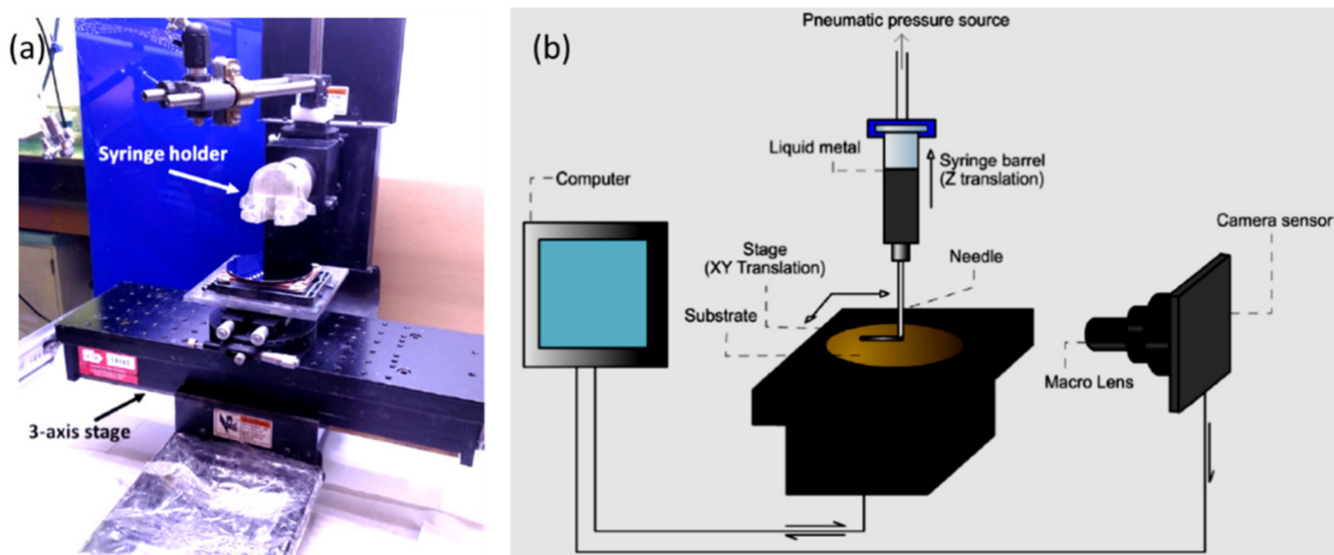 (a)
Syringe holder
3-axis stage
(b)
Pneumatic pressure source
Liquid metal
Syringe barrel
(Z translation)
Computer
Camera sensor
Stage
(XY Translation)
Needle
Substrate
Macro Lens